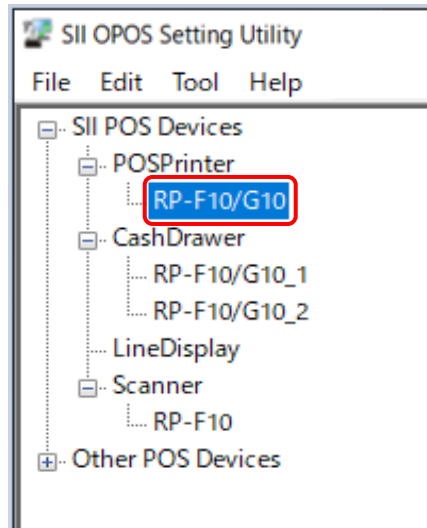 SII OPOS Setting Utility
File Edit Tool Help
SII POS Devices
POSPrinter
RP-F10/G10
CashDrawer
RP-F10/G10_1
RP-F10/G10_2
LineDisplay
Scanner
RP-F10
Other POS Devices